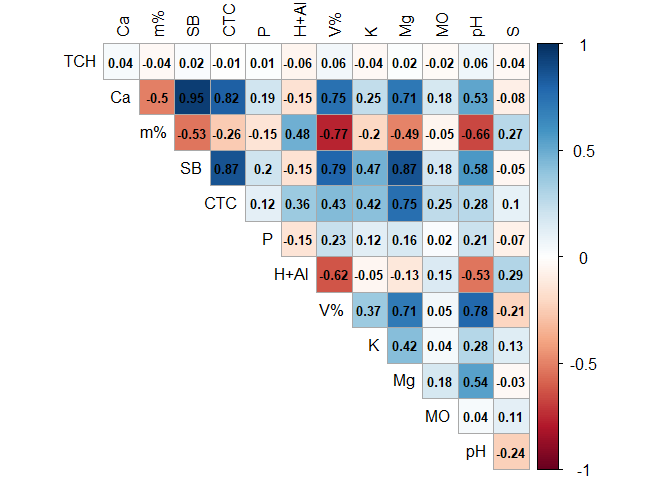 Ca m% SB CTC P H+Al V% K Mg MO pH S
TCH 0.04 -0.04 0.02 -0.01 0.01 -0.06 0.06 -0.04 0.02 -0.02 0.06 -0.04
Ca -0.5 0.95 0.82 0.19 -0.15 0.75 0.25 0.71 0.18 0.53 -0.08
m% -0.53 -0.26 -0.15 0.48 -0.77 -0.2 -0.49 -0.05 -0.66 0.27
SB 0.87 0.2 -0.15 0.79 0.47 0.87 0.18 0.58 -0.05
CTC 0.12 0.36 0.43 0.42 0.75 0.25 0.28 0.1
P -0.15 0.23 0.12 0.16 0.02 0.21 -0.07
H+Al -0.62 -0.05 -0.13 0.15 -0.53 0.29
V% 0.37 0.71 0.05 0.78 -0.21
K 0.42 0.04 0.28 0.13
Mg 0.18 0.54 -0.03
MO 0.04 0.11
pH -0.24
1
0.5
0
-0.5
-1